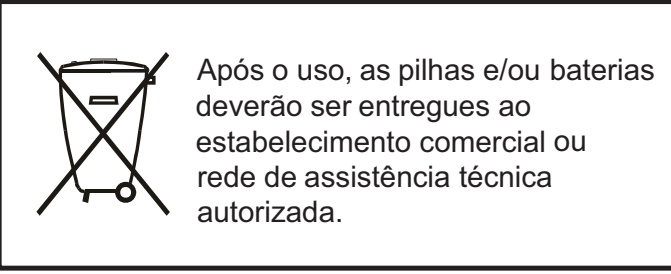 Após o uso, as pilhas e/ou baterias
deverão ser entregues ao
estabelecimento comercial ou
rede de assistência técnica
autorizada.